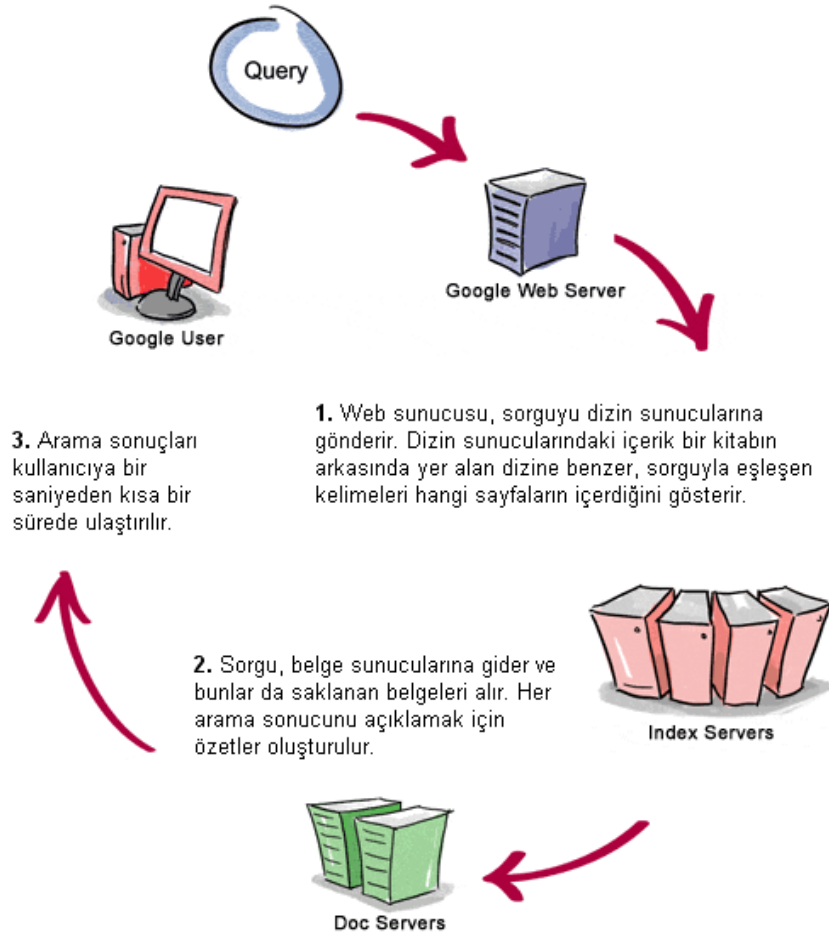 Query
Google Web Server
Google User
1. Web sunucusu, sorguyu dizin sunucularına
gönderir. Dizin sunucularındaki içerik bir kitabın
arkasında yer alan dizine benzer, sorguyla eşleşen
kelimeleri hangi sayfaların içerdiğini gösterir.
3. Arama sonuçları
kullanıcıya bir
saniyeden kısa bir
sürede ulaştırılır.
2. Sorgu, belge sunucularına gider ve
bunlar da saklanan belgeleri alır. Her
arama sonucunu açıklamak için
özetler oluşturulur.
Index Servers
Doc Servers